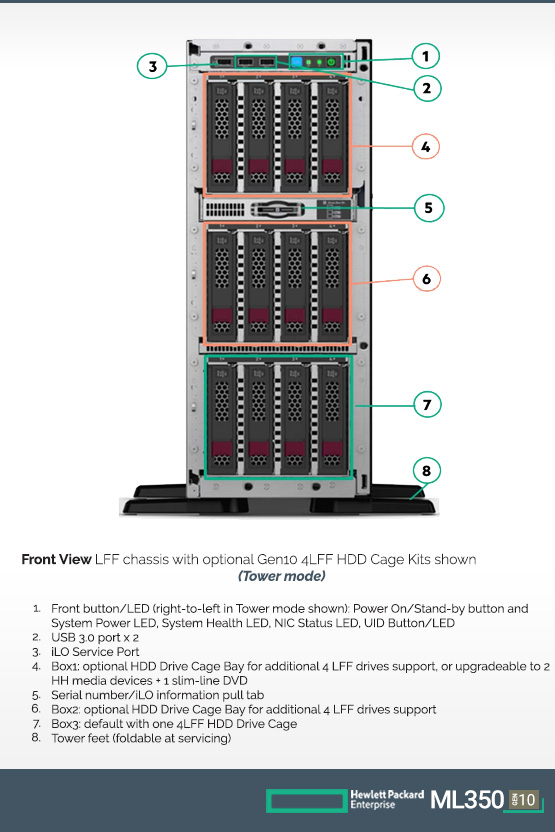 1
3
2
4
5
6
7
8
Front View LFF chassis with optional Gen10 4LFF HDD Cage Kits shown
(Tower mode)
1. Front button/LED (right-to-left in Tower mode shown): Power On/Stand-by button and
System Power LED, System Health LED, NIC Status LED, UID Button/LED
2. USB 3.0 port x 2
3. iLO Service Port
4. Box1: optional HDD Drive Cage Bay for additional 4 LFF drives support, or upgradeable to 2
HH media devices + 1 slim-line DVD
5. Serial number/iLO information pull tab
6. Box2: optional HDD Drive Cage Bay for additional 4 LFF drives support
7. Box3: default with one 4LFF HDD Drive Cage
8. Tower feet (foldable at servicing)
Hewlett Packard
Enterprise
ML350 GEN 10